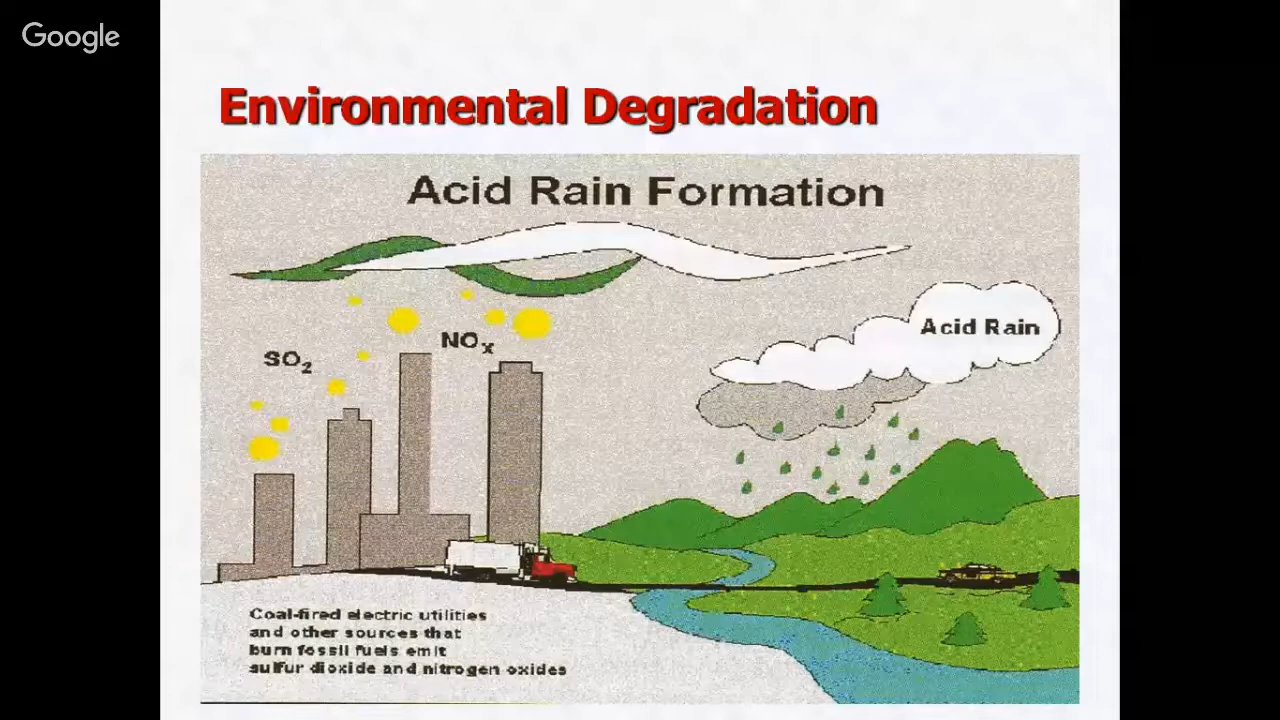 Google
Environmental Degradation
Acid Rain Formation
Acid Rain
NOx
SO2
Coal-fired electric utilities
and other sources that
burn fossil fuels emit
sulfur dioxide and nitrogen oxides